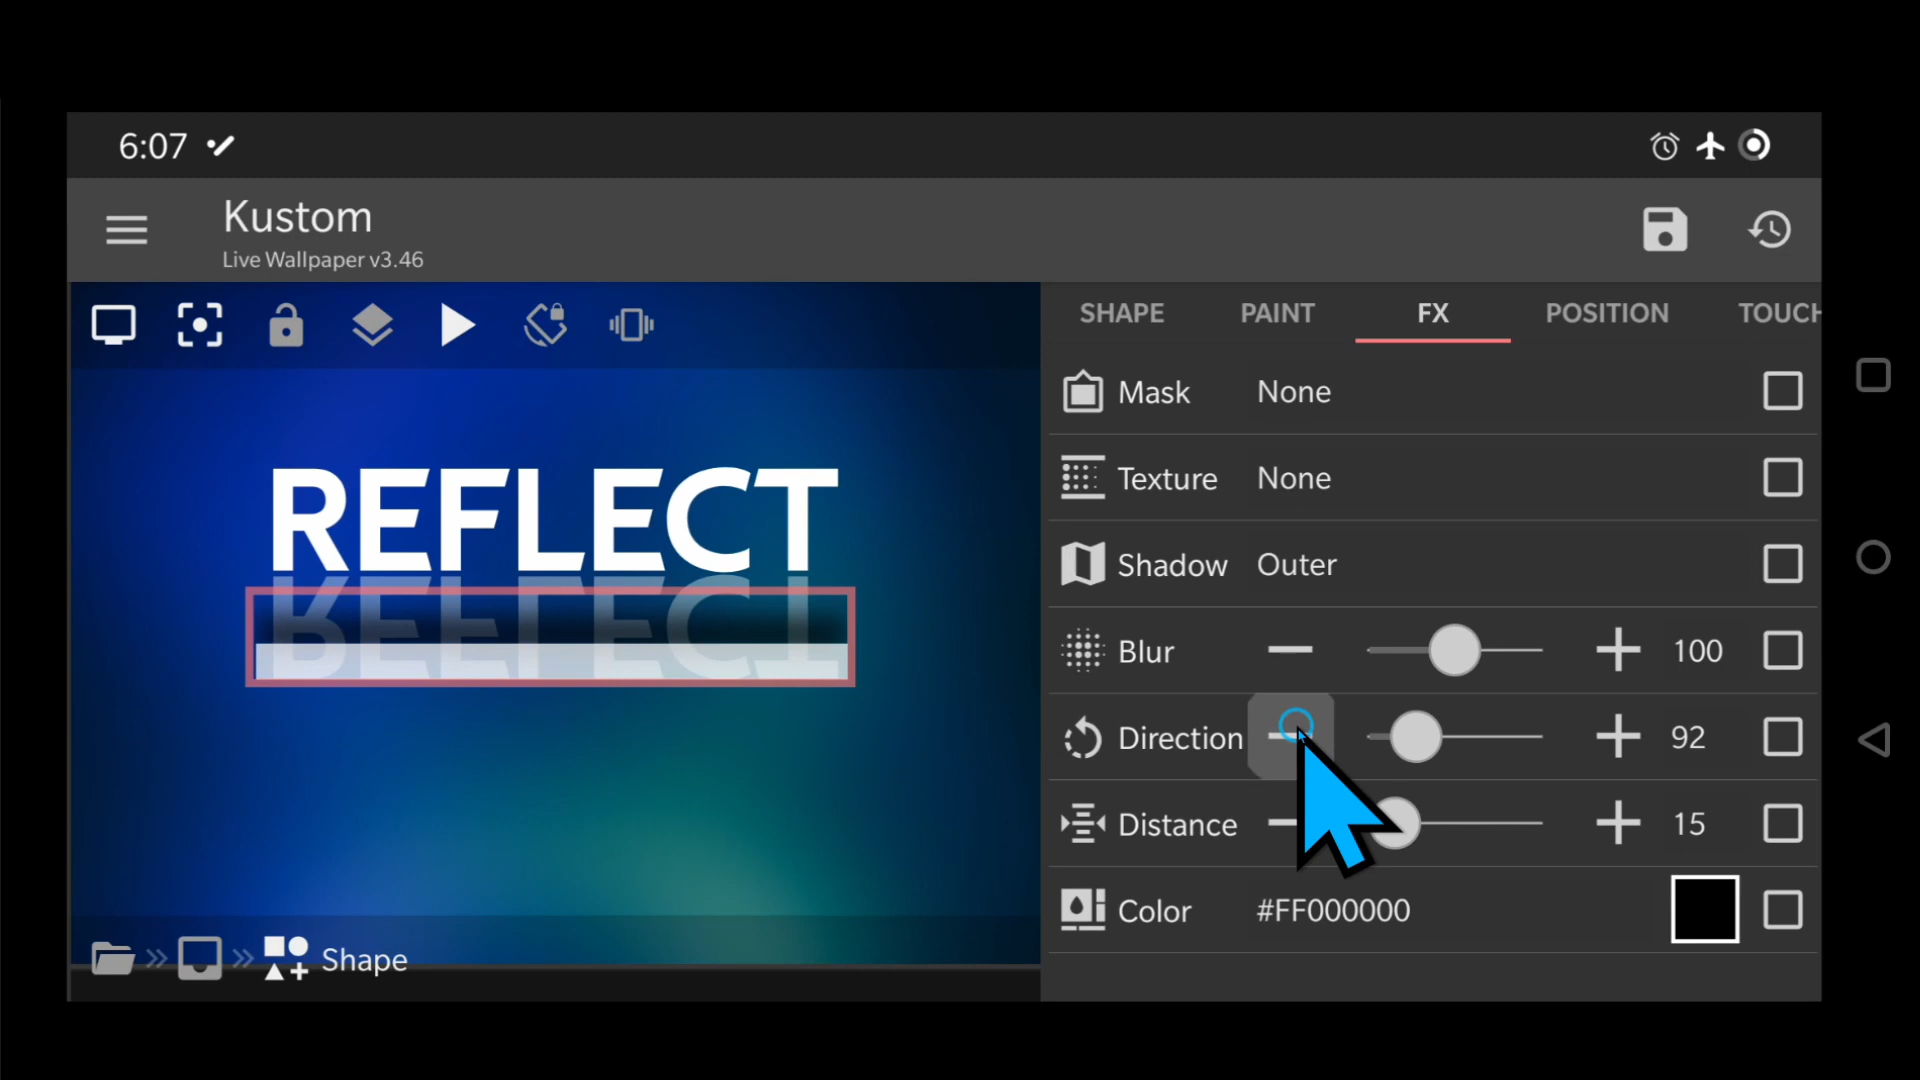 6:07
Kustom
Live Wallpaper v3.46
SHAPE PAINT FX POSITION TOUCH
Mask None
Texture None
Shadow Outer
Blur 100
Direction 92
Distance 15
Color #FF000000
REFLECT
REFLECT
Shape